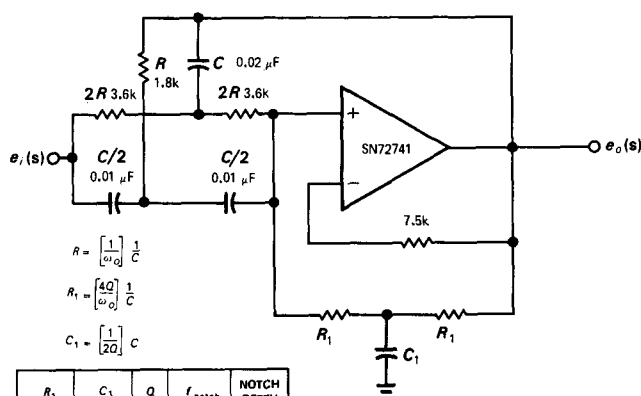 R
1.8k
C 0.02 µF
2R 3.6k
2R 3.6k
+
SN72741
−
e_i(s)
e_o(s)
C/2
0.01 µF
C/2
0.01 µF
7.5k
R = [1/ω_o] 1/C
R_1 = [4Q/ω_o] 1/C
C_1 = [1/2Q] C
R_1
R_1
C_1
R_1 C_1 Q f_notch NOTCH